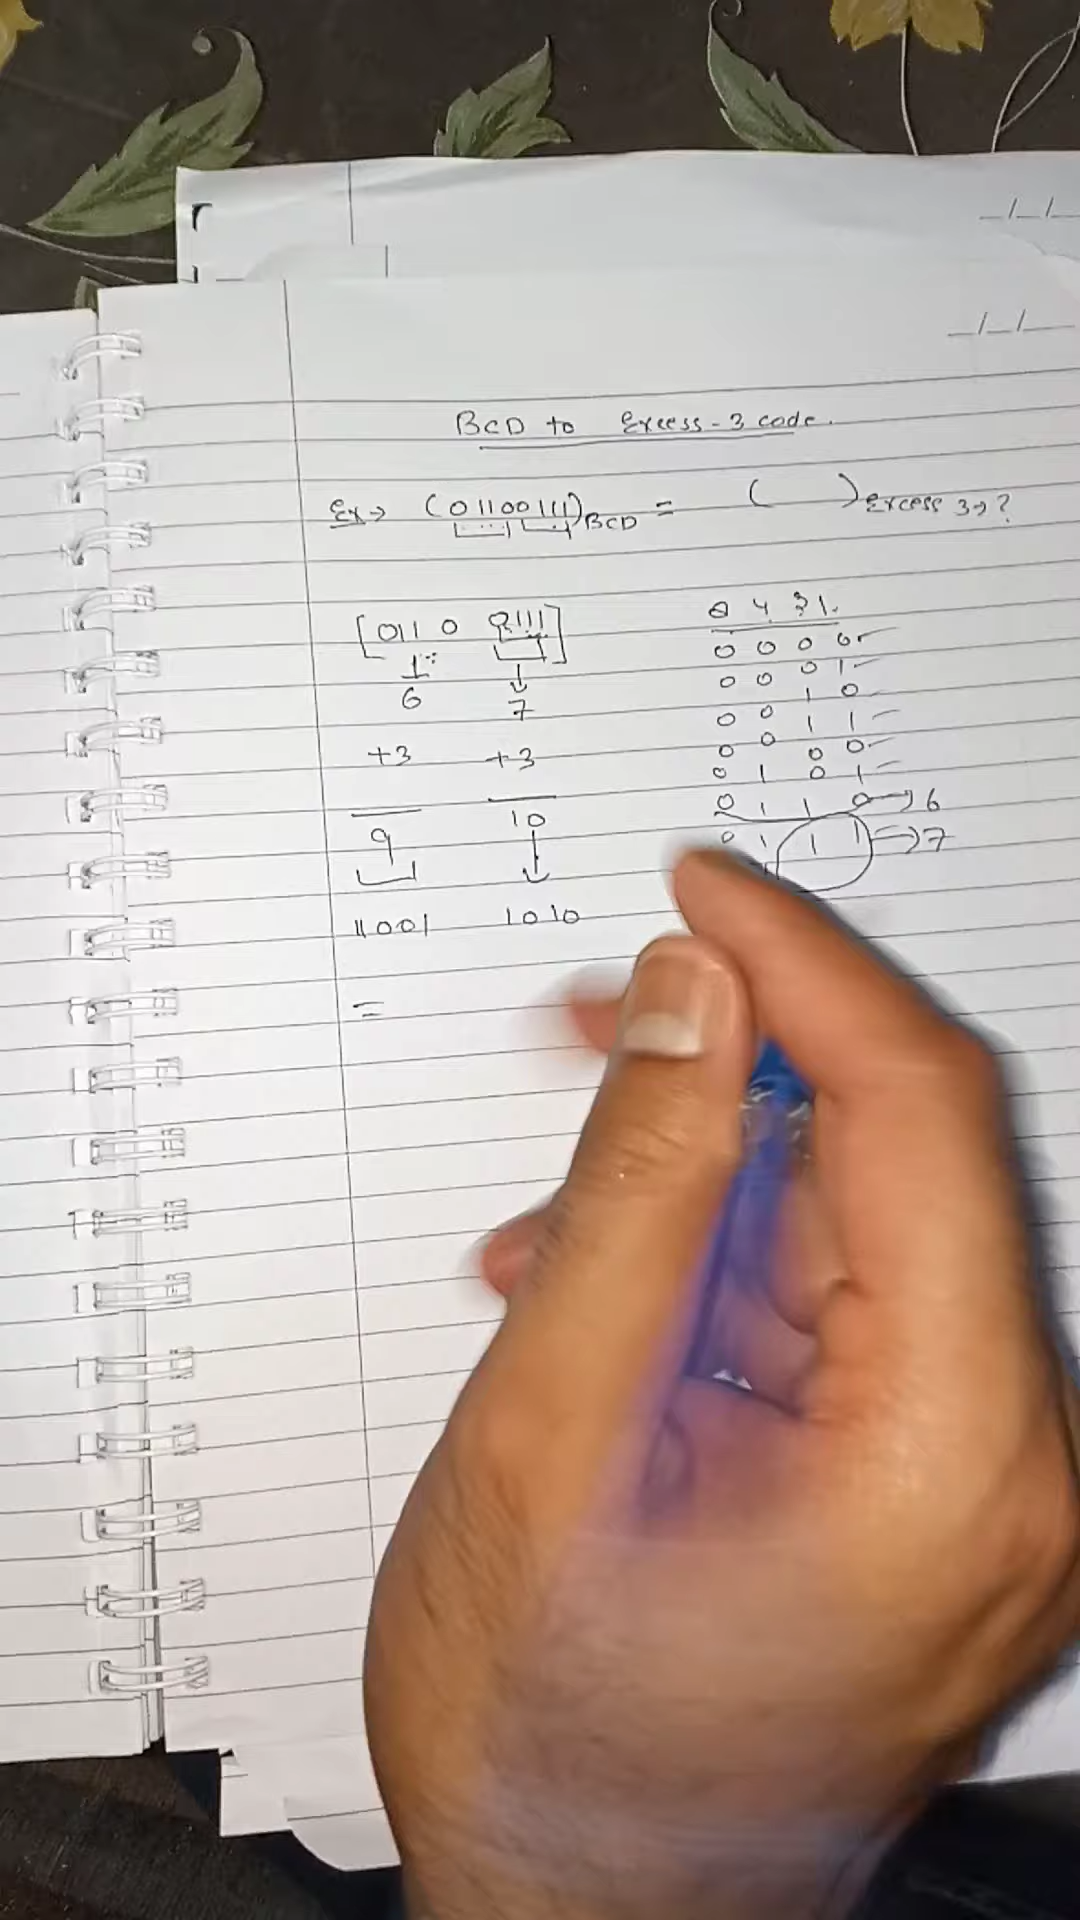 BCD to Excess-3 code.
Ex→ (01100111)BCD = ( )Excess 3→?
[0110 0111]
6 7
+3 +3
9 10
11001 1010
=
8 4 2 1.
0 0 0 0
0 0 0 1
0 0 1 0
0 0 1 1
0 0 0
0 1 0 1
0 1 1 0 → 6
0 1 1 1 → 7
_/_/_
_/_/_